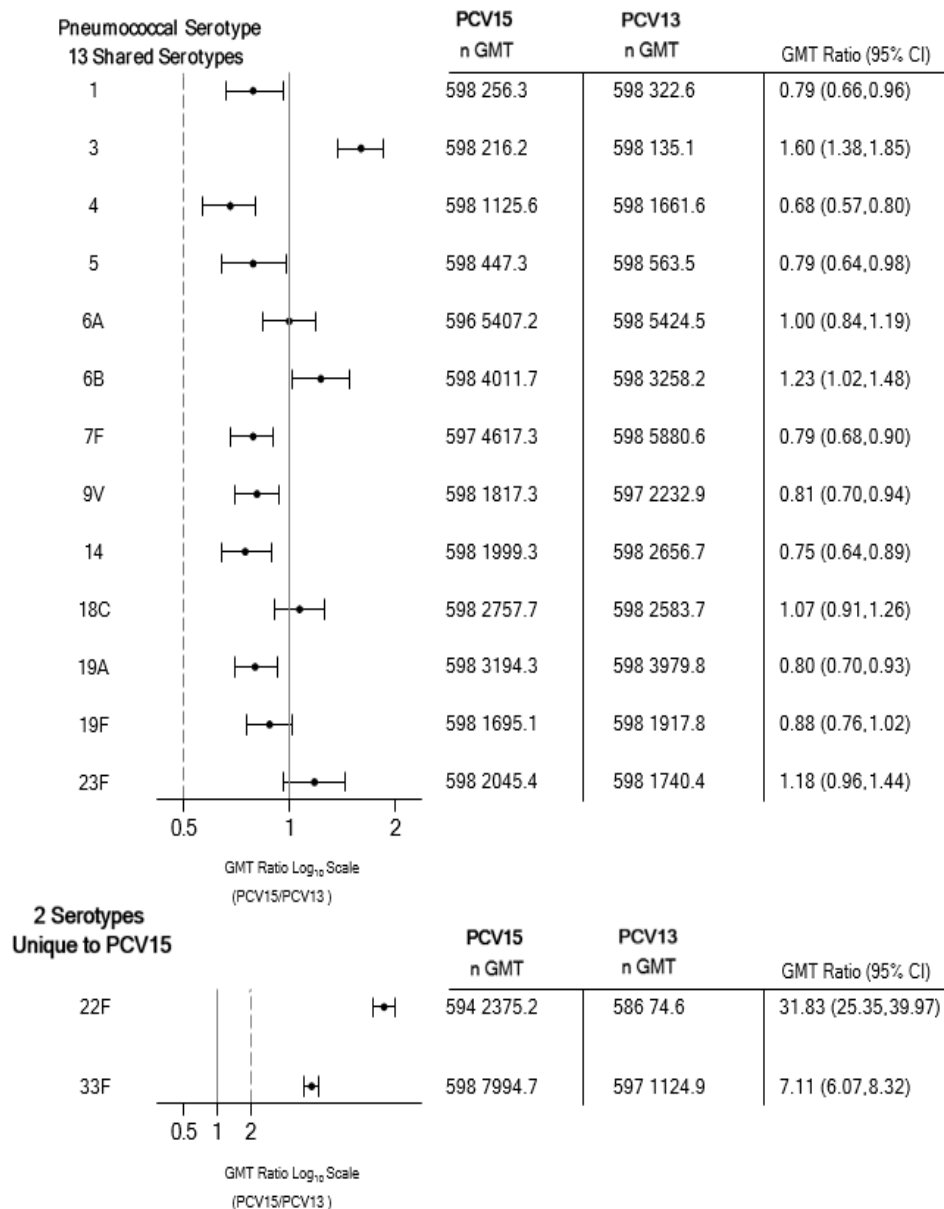 Pneumococcal Serotype
13 Shared Serotypes
PCV15 PCV13
n GMT n GMT GMT Ratio (95% CI)
1 598 256.3 598 322.6 0.79 (0.66,0.96)
3 598 216.2 598 135.1 1.60 (1.38,1.85)
4 598 1125.6 598 1661.6 0.68 (0.57,0.80)
5 598 447.3 598 563.5 0.79 (0.64,0.98)
6A 596 5407.2 598 5424.5 1.00 (0.84,1.19)
6B 598 4011.7 598 3258.2 1.23 (1.02,1.48)
7F 597 4617.3 598 5880.6 0.79 (0.68,0.90)
9V 598 1817.3 597 2232.9 0.81 (0.70,0.94)
14 598 1999.3 598 2656.7 0.75 (0.64,0.89)
18C 598 2757.7 598 2583.7 1.07 (0.91,1.26)
19A 598 3194.3 598 3979.8 0.80 (0.70,0.93)
19F 598 1695.1 598 1917.8 0.88 (0.76,1.02)
23F 598 2045.4 598 1740.4 1.18 (0.96,1.44)
0.5 1 2
GMT Ratio Log₁₀ Scale
(PCV15/PCV13 )
2 Serotypes
Unique to PCV15
PCV15 PCV13
n GMT n GMT GMT Ratio (95% CI)
22F 594 2375.2 586 74.6 31.83 (25.35,39.97)
33F 598 7994.7 597 1124.9 7.11 (6.07,8.32)
0.5 1 2
GMT Ratio Log₁₀ Scale
(PCV15/PCV13 )